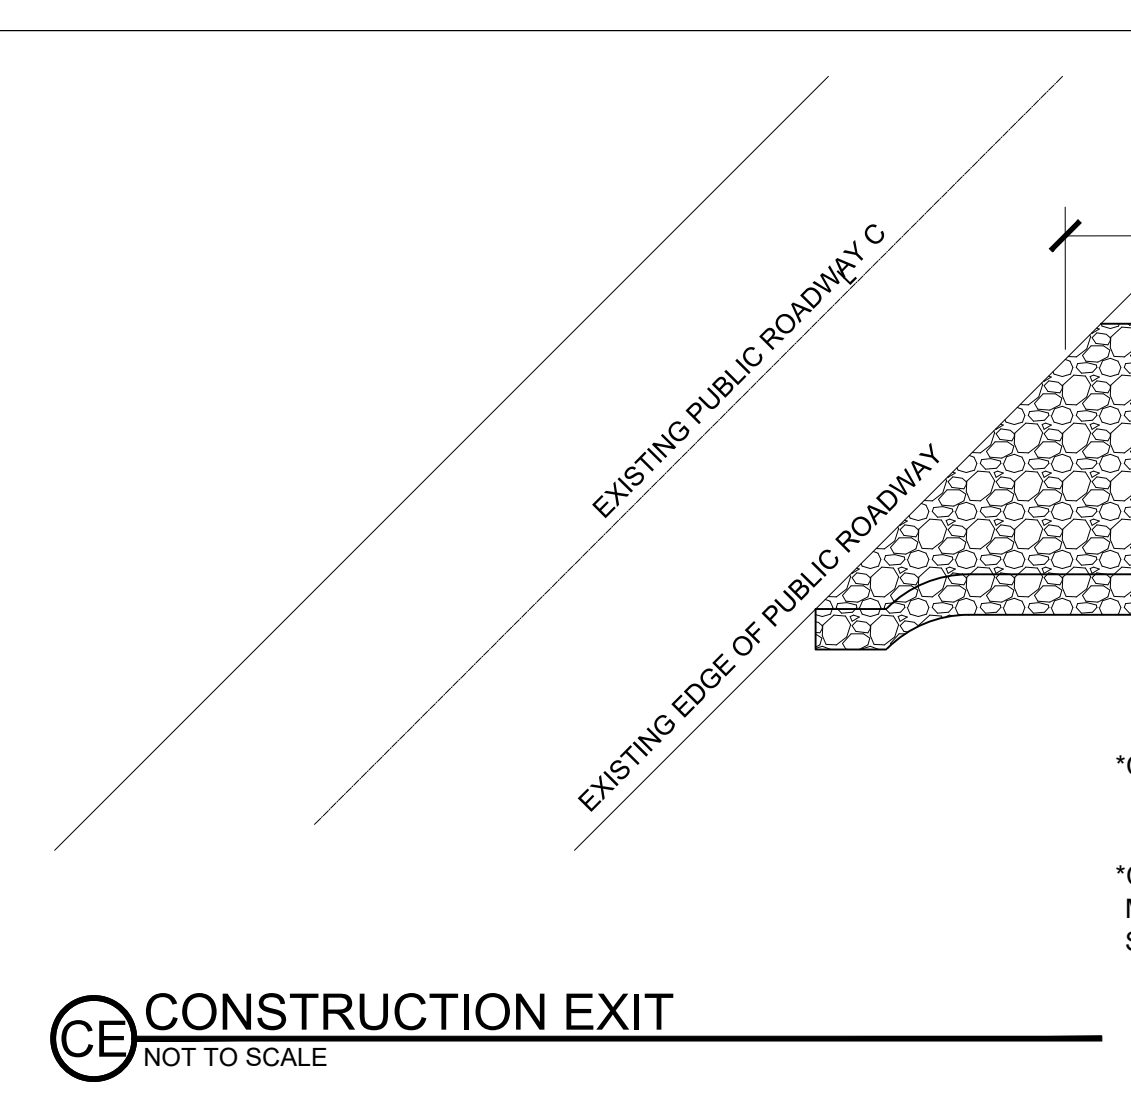 EXISTING PUBLIC ROADWAY C
L
EXISTING EDGE OF PUBLIC ROADWAY
*
*
CE
CONSTRUCTION EXIT
NOT TO SCALE